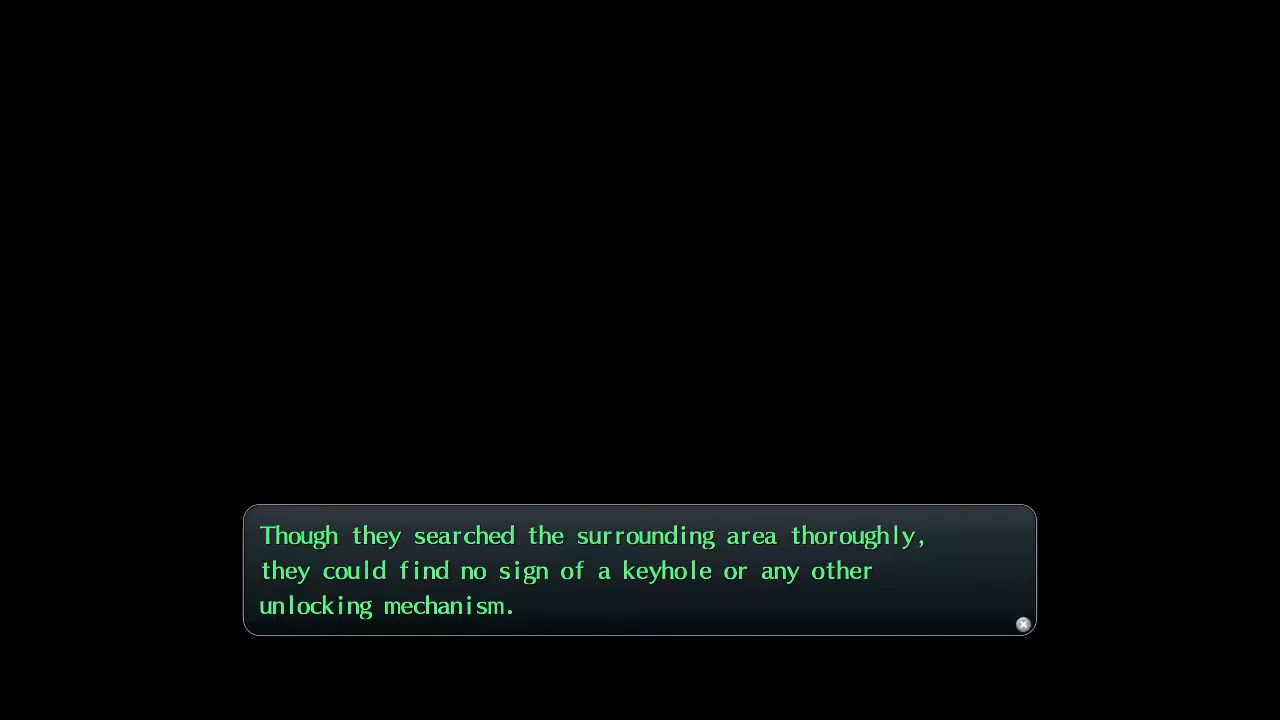 Though they searched the surrounding area thoroughly,
they could find no sign of a keyhole or any other
unlocking mechanism.